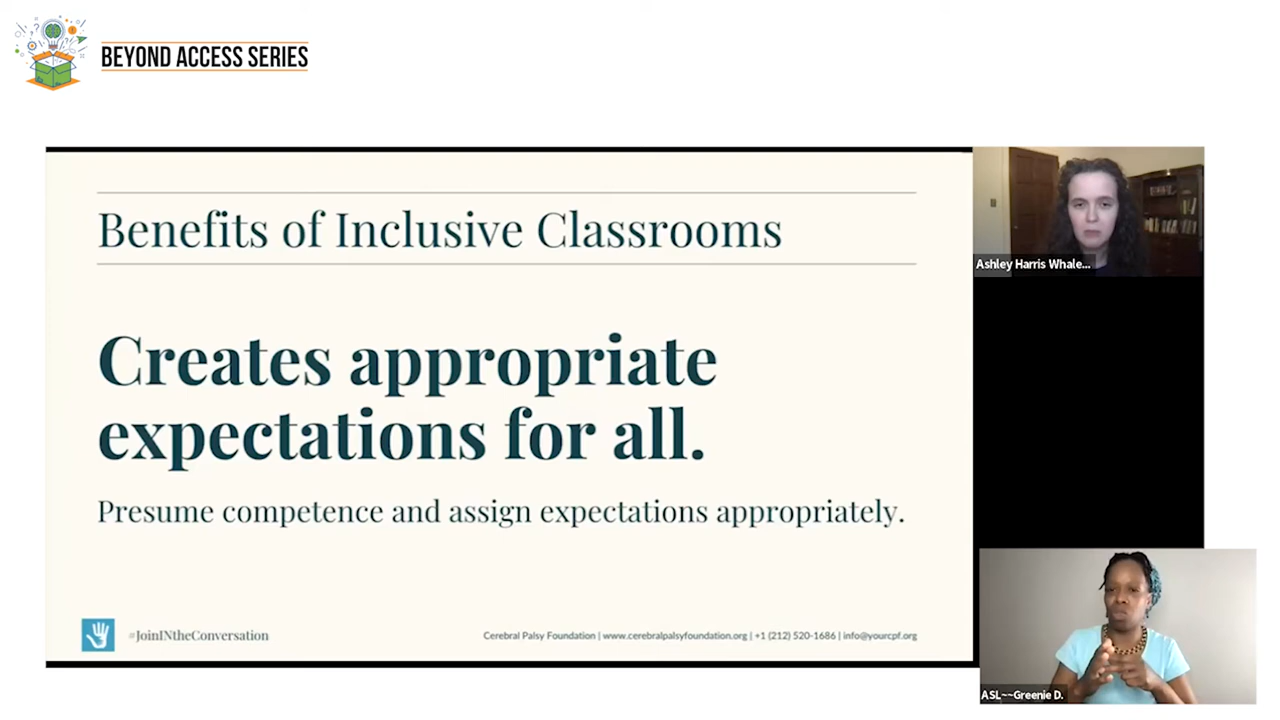 BEYOND ACCESS SERIES
Benefits of Inclusive Classrooms
Creates appropriate
expectations for all.
Presume competence and assign expectations appropriately.
#JoinINtheConversation
Cerebral Palsy Foundation | www.cerebralpalsyfoundation.org | +1 (212) 520-1686 | info@yourcpf.org
Ashley Harris Whale...
ASL~~Greenie D.